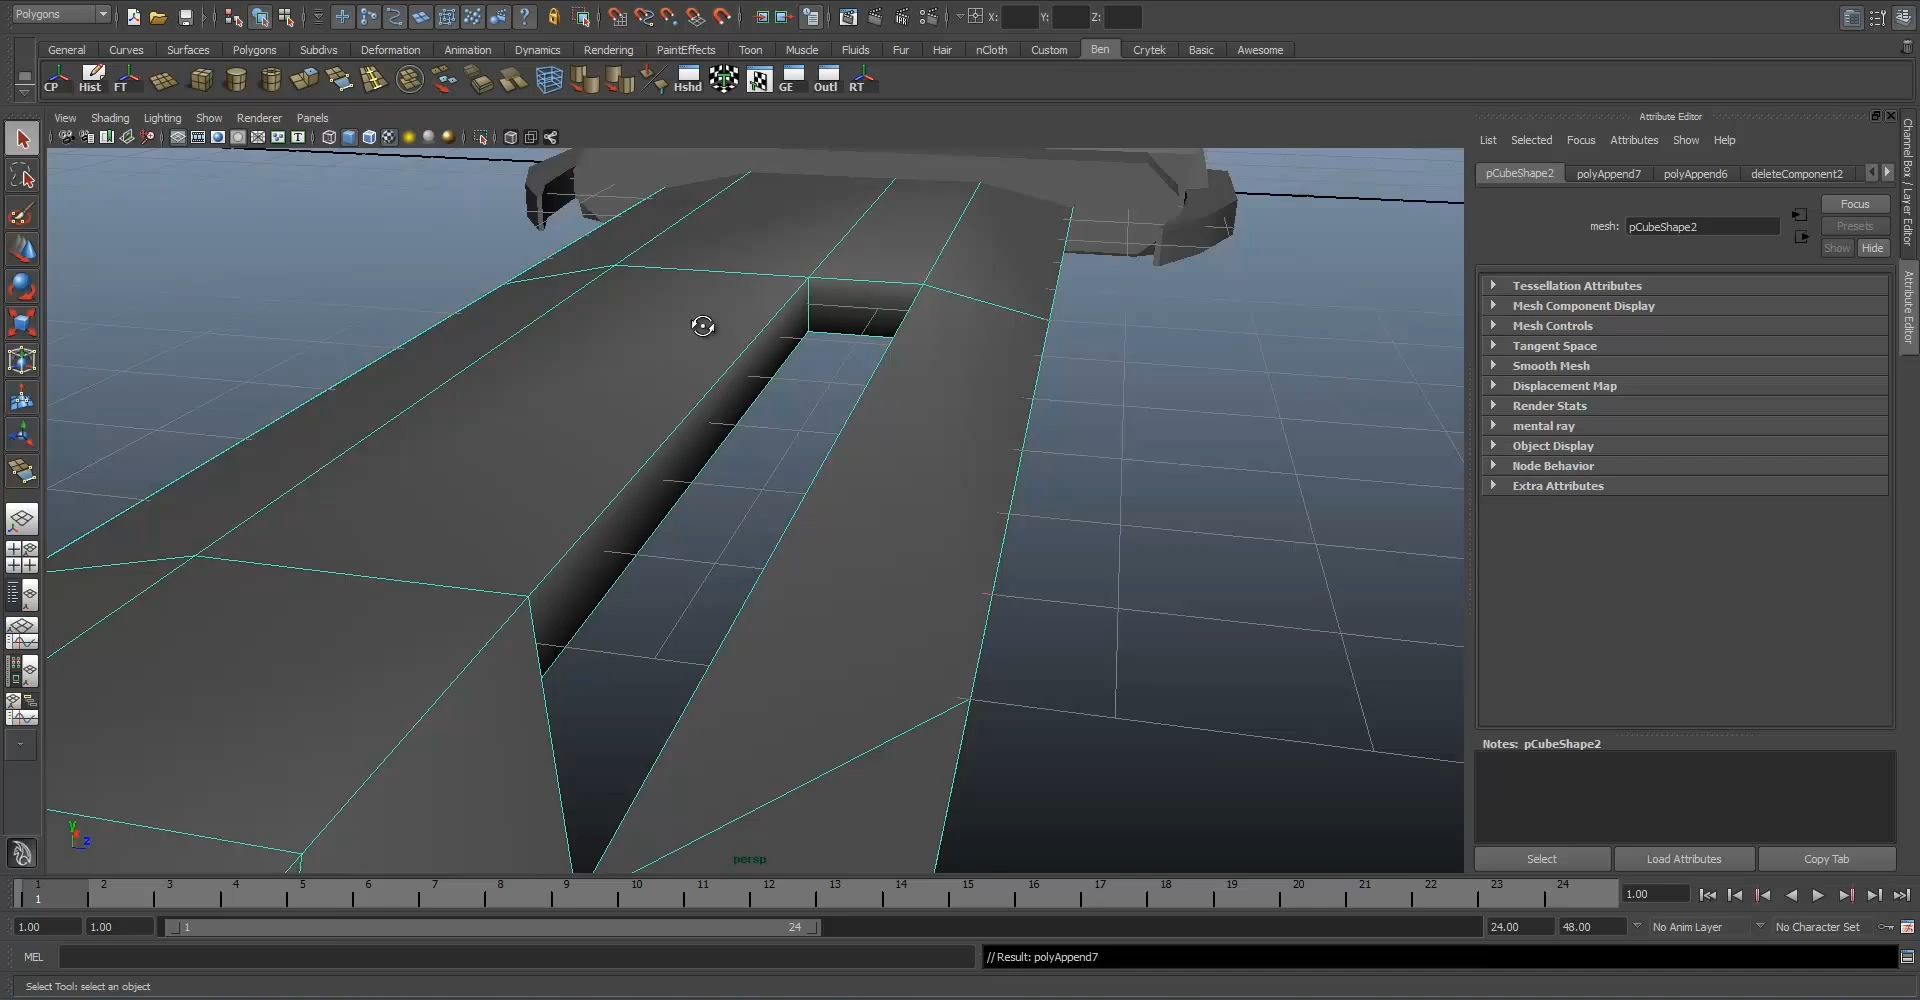 Polygons
X:
Y:
Z:
General Curves Surfaces Polygons Subdivs Deformation Animation Dynamics Rendering PaintEffects Toon Muscle Fluids Fur Hair nCloth Custom Ben Crytek Basic Awesome
CP Hist FT Hshd GE Outl RT
View Shading Lighting Show Renderer Panels
Attribute Editor
List Selected Focus Attributes Show Help
pCubeShape2 polyAppend7 polyAppend6 deleteComponent2
Focus
mesh: pCubeShape2
Presets
Show Hide
Tessellation Attributes
Mesh Component Display
Mesh Controls
Tangent Space
Smooth Mesh
Displacement Map
Render Stats
mental ray
Object Display
Node Behavior
Extra Attributes
Channel Box / Layer Editor
Attribute Editor
Notes: pCubeShape2
y
z
persp
Select Load Attributes Copy Tab
1 2 3 4 5 6 7 8 9 10 11 12 13 14 15 16 17 18 19 20 21 22 23 24
1
1.00
1.00 1.00 1 24 24.00 48.00 No Anim Layer No Character Set
MEL // Result: polyAppend7
Select Tool: select an object